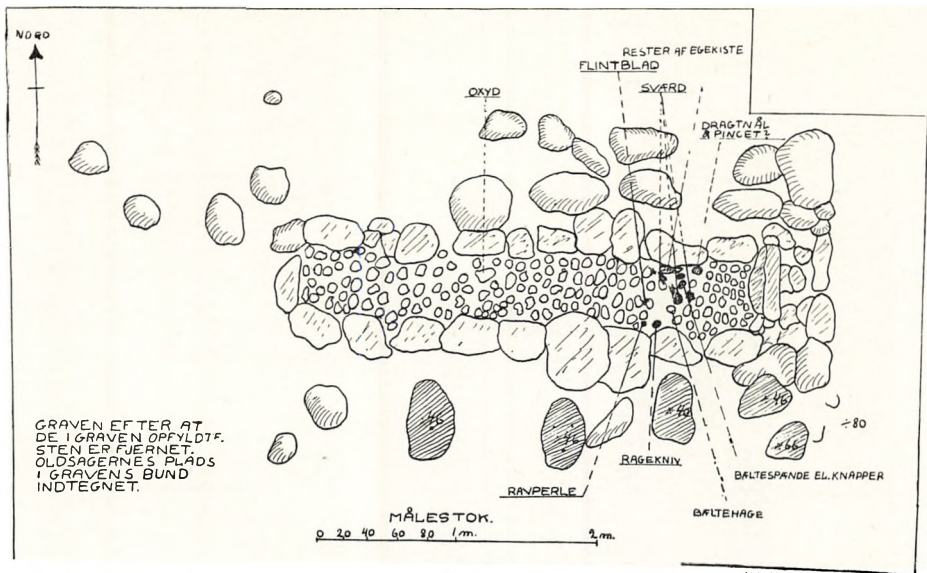 NORD
RESTER AF EGEKISTE
FLINTBLAD
SVÆRD
OXYD
DRAGTNÅL
& PINCET?
÷46
÷46
÷40
÷46
÷80
÷66
GRAVEN EFTER AT
DE I GRAVEN OPFYLDTE
STEN ER FJERNET.
OLDSAGERNES PLADS
I GRAVENS BUND
INDTEGNET.
RAGEKNIV
BÆLTESPÆNDE EL. KNAPPER
RAVPERLE
BÆLTEHAGE
MÅLESTOK.
0 20 40 60 80 1 m. 2 m.